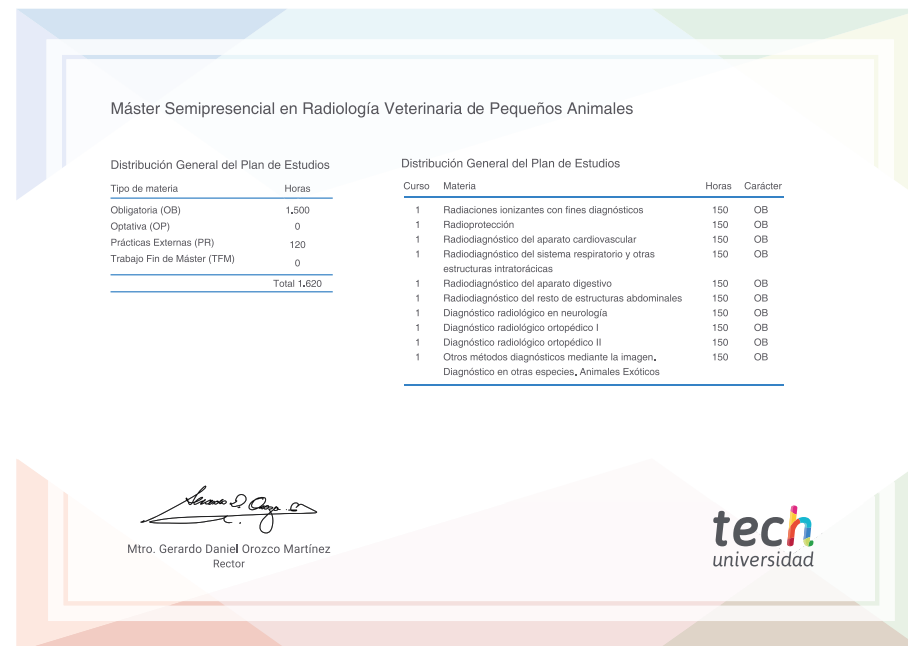 Máster Semipresencial en Radiología Veterinaria de Pequeños Animales
Distribución General del Plan de Estudios
Tipo de materia Horas
Obligatoria (OB) 1.500
Optativa (OP) 0
Prácticas Externas (PR) 120
Trabajo Fin de Máster (TFM) 0
Total 1.620
Distribución General del Plan de Estudios
Curso Materia Horas Carácter
1 Radiaciones ionizantes con fines diagnósticos 150 OB
1 Radioprotección 150 OB
1 Radiodiagnóstico del aparato cardiovascular 150 OB
1 Radiodiagnóstico del sistema respiratorio y otras 150 OB
estructuras intratorácicas
1 Radiodiagnóstico del aparato digestivo 150 OB
1 Radiodiagnóstico del resto de estructuras abdominales 150 OB
1 Diagnóstico radiológico en neurología 150 OB
1 Diagnóstico radiológico ortopédico I 150 OB
1 Diagnóstico radiológico ortopédico II 150 OB
1 Otros métodos diagnósticos mediante la imagen. 150 OB
Diagnóstico en otras especies. Animales Exóticos
Mtro. Gerardo Daniel Orozco Martínez
Rector
tech
universidad